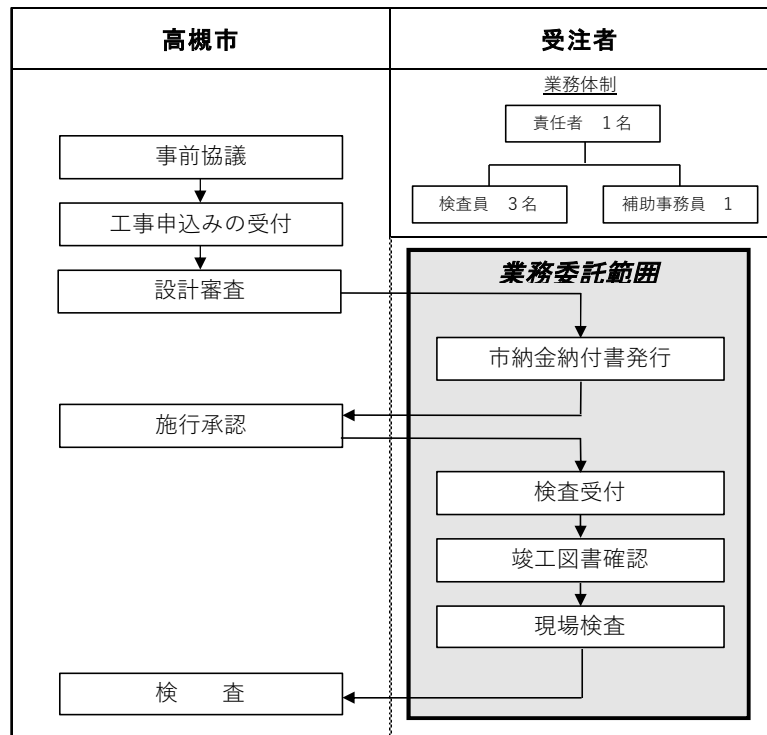 高槻市
受注者
業務体制
責任者 1名
検査員 3名
補助事務員 1
事前協議
工事申込みの受付
設計審査
業務委託範囲
市納金納付書発行
施行承認
検査受付
竣工図書確認
現場検査
検 査